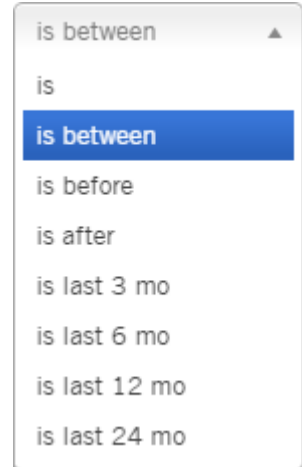 is between
is
is between
is before
is after
is last 3 mo
is last 6 mo
is last 12 mo
is last 24 mo